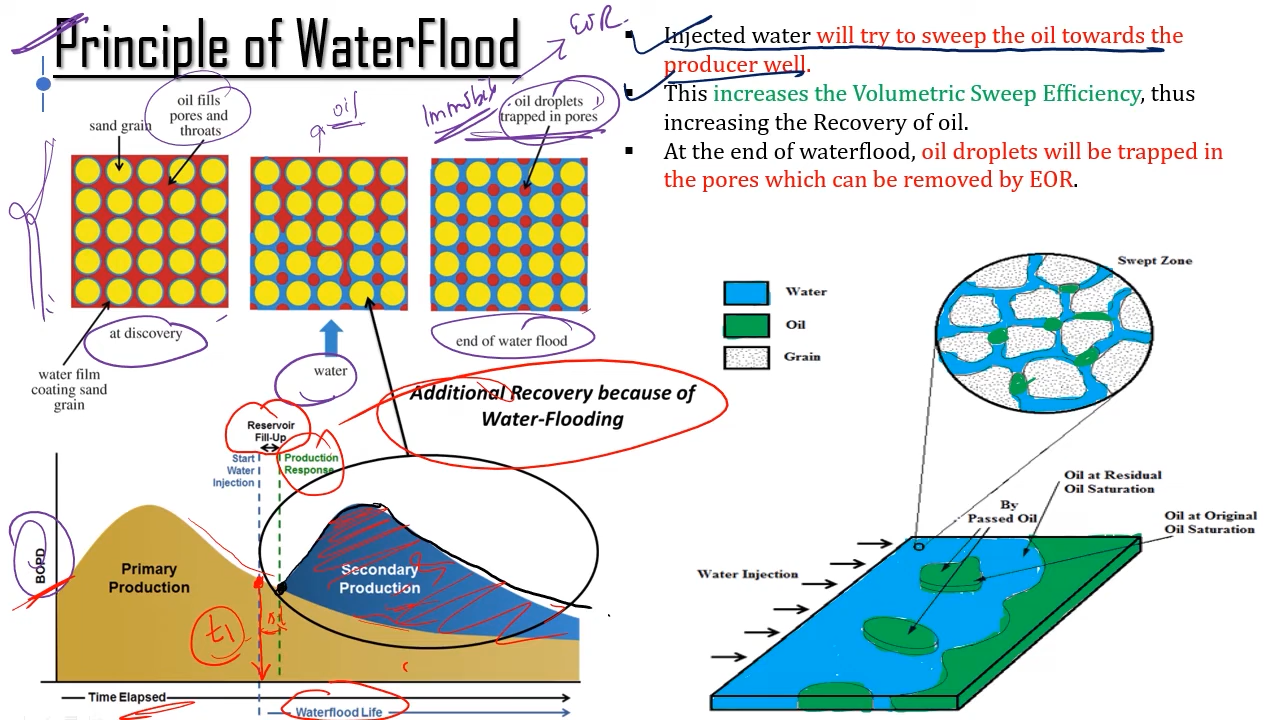 Principle of WaterFlood
EOR
Injected water will try to sweep the oil towards the
producer well.
This increases the Volumetric Sweep Efficiency, thus
increasing the Recovery of oil.
At the end of waterflood, oil droplets will be trapped in
the pores which can be removed by EOR.
sand grain
oil fills
pores and
throats
oil
Immobile
oil droplets
trapped in pores
at discovery
water film
coating sand
grain
water
end of water flood
Additional Recovery because of
Water-Flooding
Reservoir
Fill-Up
Start
Water
Injection
Production
Response
BOPD
Primary
Production
Secondary
Production
t1
Time Elapsed
Waterflood Life
Water
Oil
Grain
Swept Zone
Oil at Residual
Oil Saturation
By
Passed Oil
Oil at Original
Oil Saturation
Water Injection